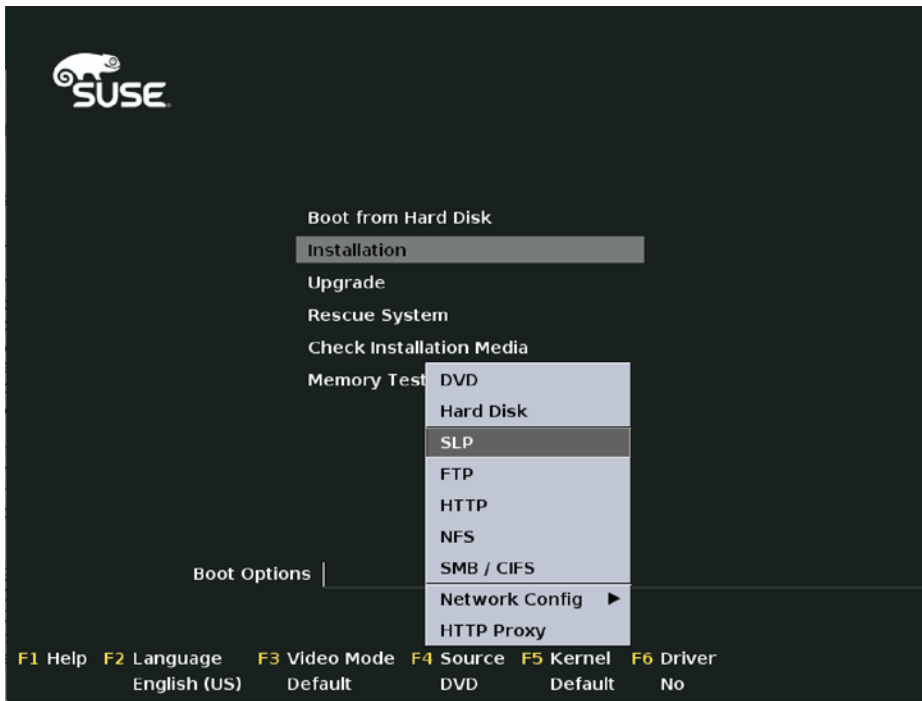 SUSE
Boot from Hard Disk
Installation
Upgrade
Rescue System
Check Installation Media
Memory Test
DVD
Hard Disk
SLP
FTP
HTTP
NFS
SMB / CIFS
Network Config
HTTP Proxy
Boot Options
F1 Help F2 Language F3 Video Mode F4 Source F5 Kernel F6 Driver
English (US) Default DVD Default No